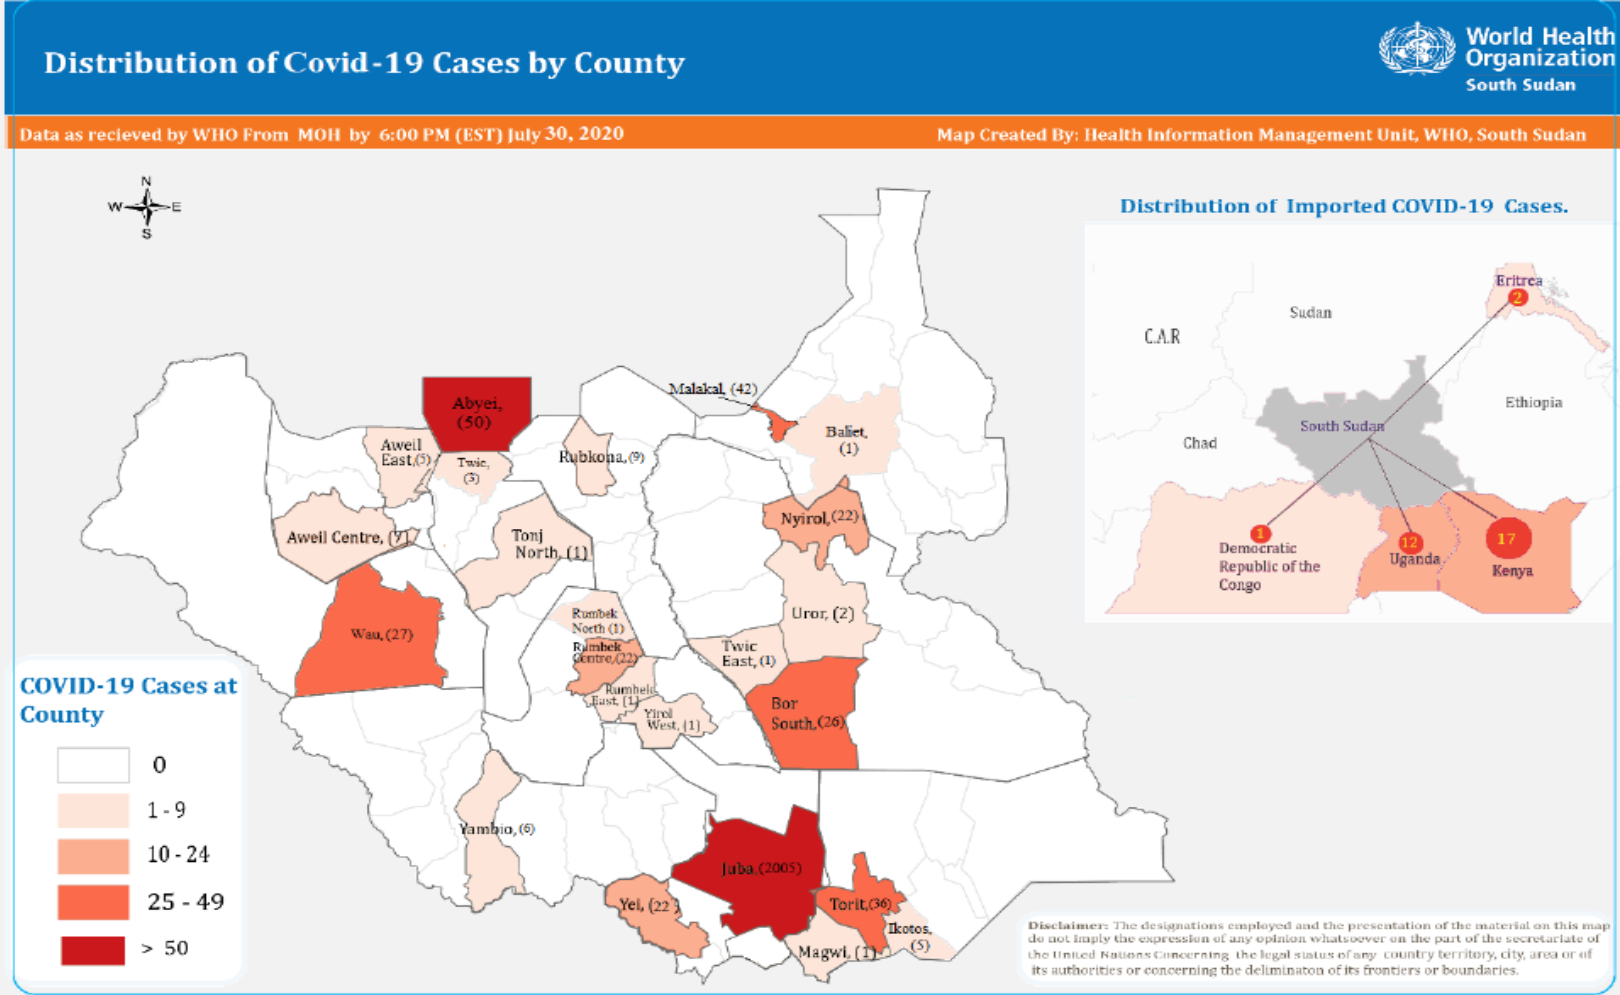 Distribution of Covid-19 Cases by County
World Health
Organization
South Sudan
Data as recieved by WHO From MOH by 6:00 PM (EST) July 30, 2020
Map Created By: Health Information Management Unit, WHO, South Sudan
N
W
E
S
Distribution of Imported COVID-19 Cases.
Eritrea
2
Sudan
C.A.R
Ethiopia
South Sudan
Chad
1
Democratic
Republic of the
Congo
12
Uganda
17
Kenya
Malakal, (42)
Abyei,
(50)
Aweil
East,(5)
Twic,
(3)
Rubkona,(9)
Baliet,
(1)
Nyirol,(22)
Aweil Centre, (7)
Tonj
North, (1)
Uror, (2)
Rumbek
North (1)
Wau, (27)
Rumbek
Centre,(22)
Twic
East, (1)
Rumbek
East, (1)
Yirol
West, (1)
Bor
South,(26)
Yambio, (6)
Juba,(2005)
Yei, (22)
Torit,(36)
Ikotos,
(5)
Magwi, (1)
COVID-19 Cases at
County
0
1 - 9
10 - 24
25 - 49
> 50
Disclaimer: The designations employed and the presentation of the material on this map
do not imply the expression of any opinion whatsoever on the part of the secretariate of
the United Nations Concerning the legal status of any country territory, city, area or of
its authorities or concerning the deliminaton of its frontiers or boundaries.